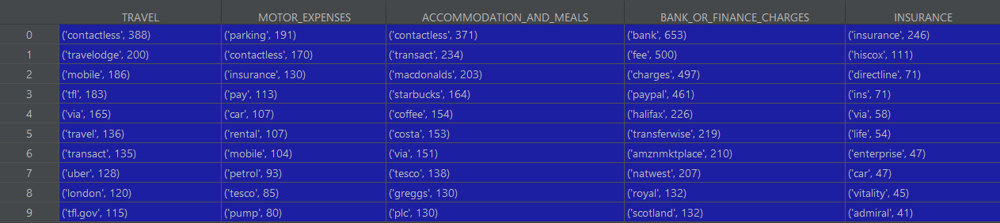 TRAVEL MOTOR_EXPENSES ACCOMMODATION_AND_MEALS BANK_OR_FINANCE_CHARGES INSURANCE
0 ('contactless', 388) ('parking', 191) ('contactless', 371) ('bank', 653) ('insurance', 246)
1 ('travelodge', 200) ('contactless', 170) ('transact', 234) ('fee', 500) ('hiscox', 111)
2 ('mobile', 186) ('insurance', 130) ('macdonalds', 203) ('charges', 497) ('directline', 71)
3 ('tfl', 183) ('pay', 113) ('starbucks', 164) ('paypal', 461) ('ins', 71)
4 ('via', 165) ('car', 107) ('coffee', 154) ('halifax', 226) ('via', 58)
5 ('travel', 136) ('rental', 107) ('costa', 153) ('transferwise', 219) ('life', 54)
6 ('transact', 135) ('mobile', 104) ('via', 151) ('amznmktplace', 210) ('enterprise', 47)
7 ('uber', 128) ('petrol', 93) ('tesco', 138) ('natwest', 207) ('car', 47)
8 ('london', 120) ('tesco', 85) ('greggs', 130) ('royal', 132) ('vitality', 45)
9 ('tfl.gov', 115) ('pump', 80) ('plc', 130) ('scotland', 132) ('admiral', 41)